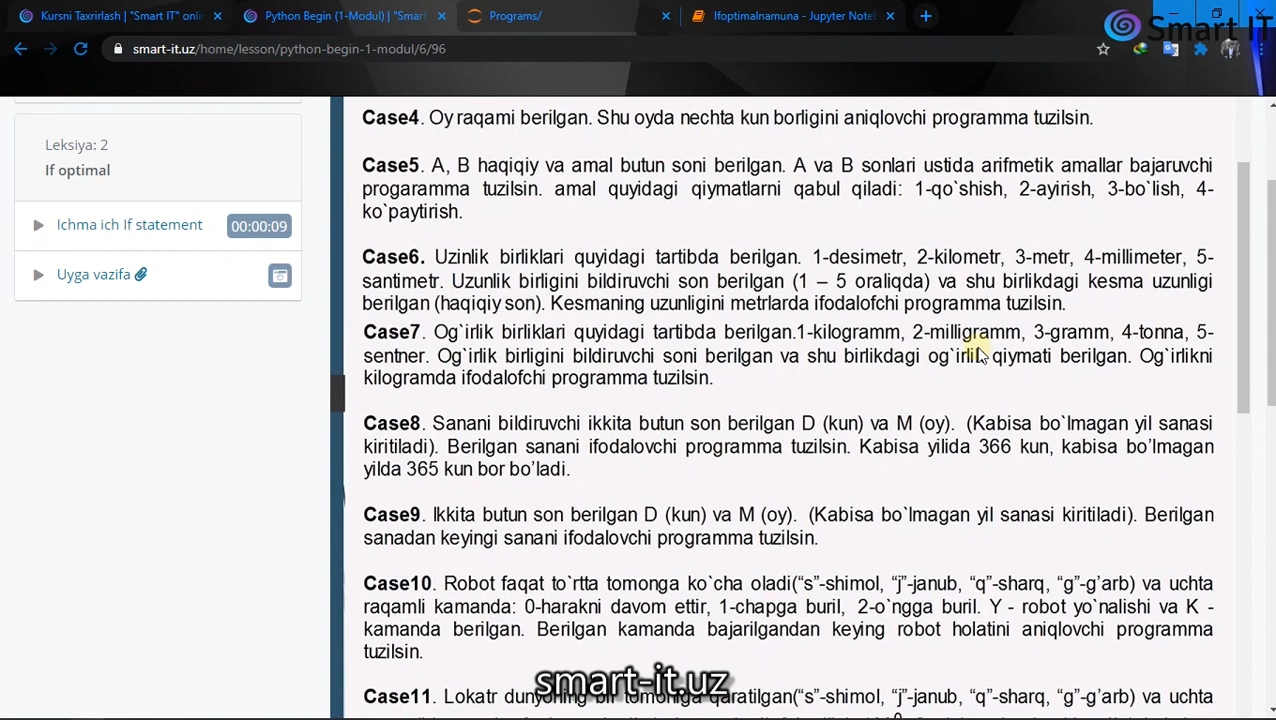 Kursni Taxrirlash | "Smart IT" onli
Python Begin (1-Modul) | "Smart
Programs/
Ifoptimalnamuna - Jupyter Noteb
Smart IT
smart-it.uz/home/lesson/python-begin-1-modul/6/96
Leksiya: 2
If optimal
Ichma ich If statement
00:00:09
Uyga vazifa
Case4. Oy raqami berilgan. Shu oyda nechta kun borligini aniqlovchi programma tuzilsin.
Case5. A, B haqiqiy va amal butun soni berilgan. A va B sonlari ustida arifmetik amallar bajaruvchi
progaramma tuzilsin. amal quyidagi qiymatlarni qabul qiladi: 1-qo`shish, 2-ayirish, 3-bo`lish, 4-
ko`paytirish.
Case6. Uzinlik birliklari quyidagi tartibda berilgan. 1-desimetr, 2-kilometr, 3-metr, 4-millimeter, 5-
santimetr. Uzunlik birligini bildiruvchi son berilgan (1 – 5 oraliqda) va shu birlikdagi kesma uzunligi
berilgan (haqiqiy son). Kesmaning uzunligini metrlarda ifodalofchi programma tuzilsin.
Case7. Og`irlik birliklari quyidagi tartibda berilgan.1-kilogramm, 2-milligramm, 3-gramm, 4-tonna, 5-
sentner. Og`irlik birligini bildiruvchi soni berilgan va shu birlikdagi og`irlik qiymati berilgan. Og`irlikni
kilogramda ifodalofchi programma tuzilsin.
Case8. Sanani bildiruvchi ikkita butun son berilgan D (kun) va M (oy). (Kabisa bo`lmagan yil sanasi
kiritiladi). Berilgan sanani ifodalovchi programma tuzilsin. Kabisa yilida 366 kun, kabisa bo’lmagan
yilda 365 kun bor bo’ladi.
Case9. Ikkita butun son berilgan D (kun) va M (oy). (Kabisa bo`lmagan yil sanasi kiritiladi). Berilgan
sanadan keyingi sanani ifodalovchi programma tuzilsin.
Case10. Robot faqat to`rtta tomonga ko`cha oladi(“s”-shimol, “j”-janub, “q”-sharq, “g”-g’arb) va uchta
raqamli kamanda: 0-harakni davom ettir, 1-chapga buril, 2-o`ngga buril. Y - robot yo`nalishi va K -
kamanda berilgan. Berilgan kamanda bajarilgandan keying robot holatini aniqlovchi programma
tuzilsin.
smart-it.uz
Case11. Lokatr dunyoning bir tomoniga qaratilgan(“s”-shimol, “j”-janub, “q”-sharq, “g”-g’arb) va uchta